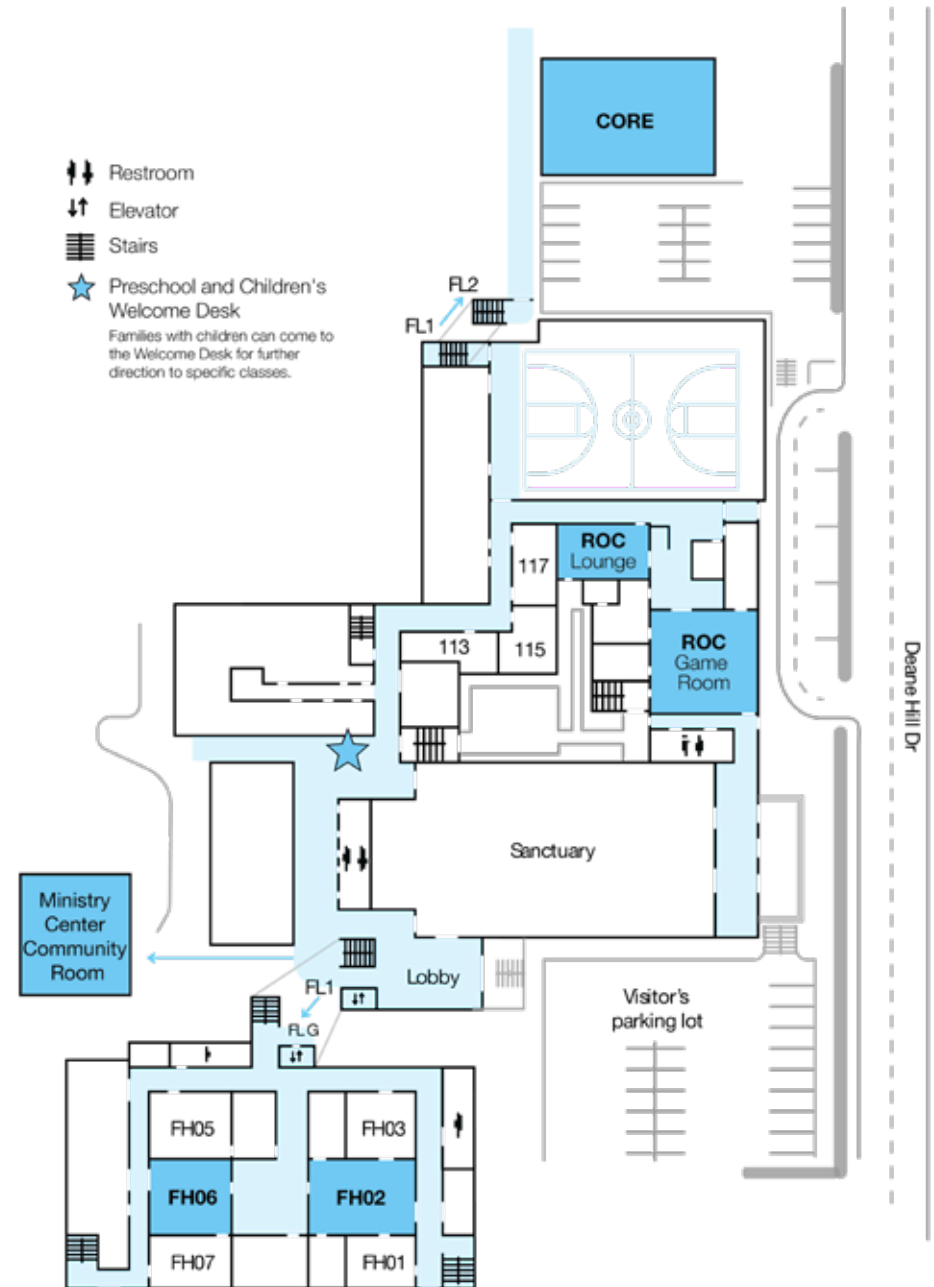 CORE
Restroom
Elevator
Stairs
Preschool and Children's
Welcome Desk
Families with children can come to
the Welcome Desk for further
direction to specific classes.
FL2
FL1
ROC
Lounge
117
113
115
ROC
Game
Room
Deane Hill Dr
Sanctuary
Ministry
Center
Community
Room
Lobby
FL1
FLG
Visitor's
parking lot
FH05
FH03
FH06
FH02
FH07
FH01